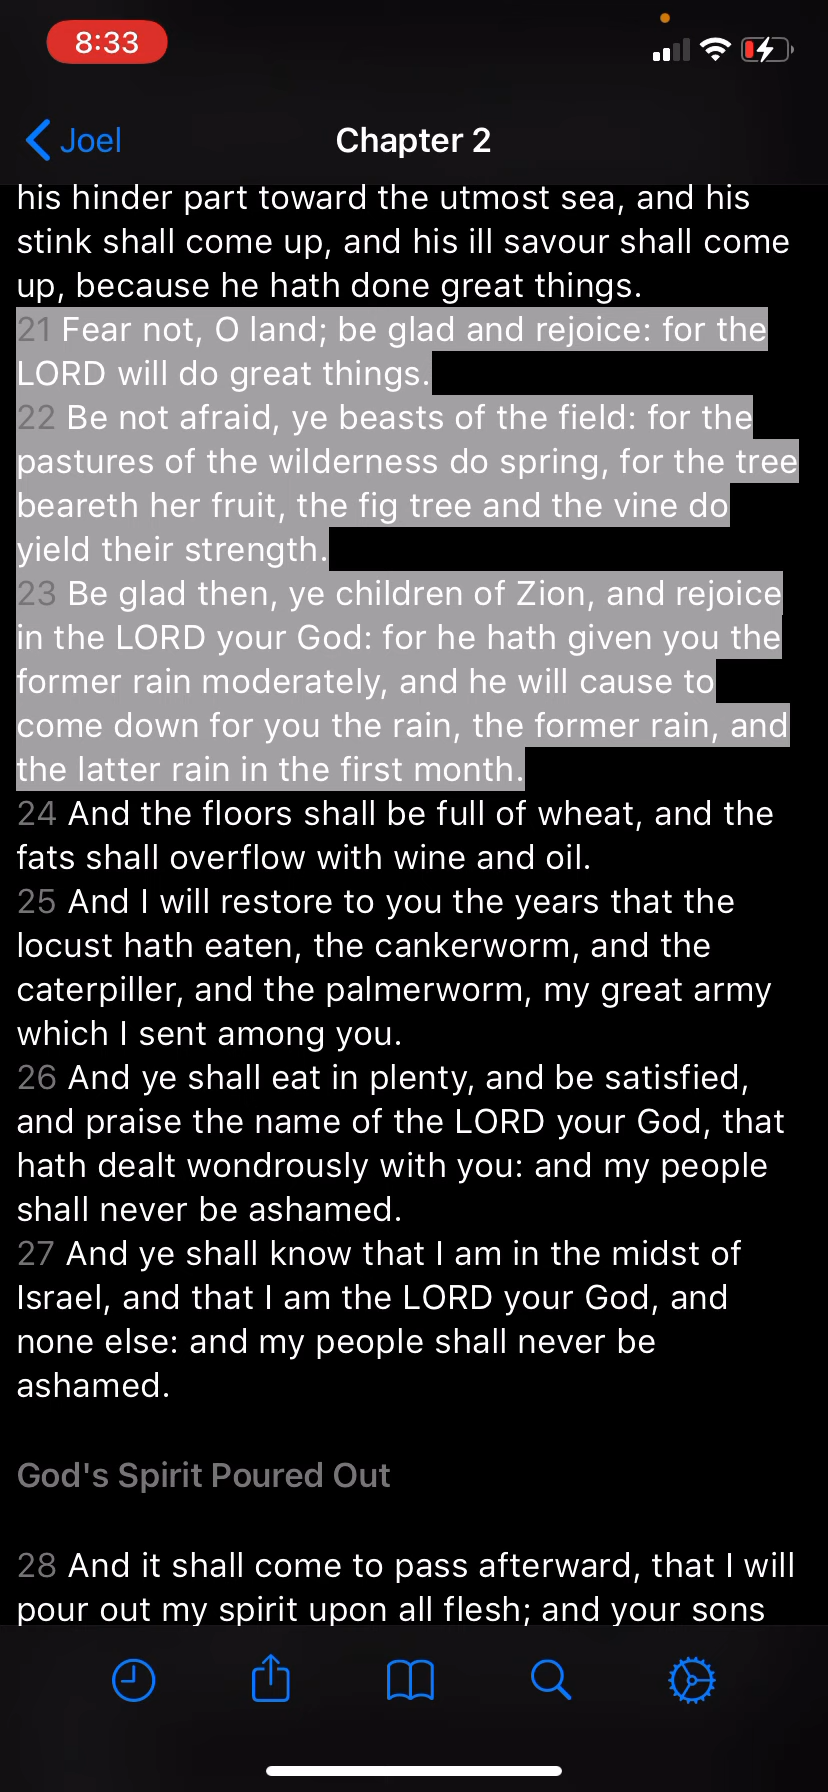 8:33
Joel
Chapter 2
his hinder part toward the utmost sea, and his
stink shall come up, and his ill savour shall come
up, because he hath done great things.
21 Fear not, O land; be glad and rejoice: for the
LORD will do great things.
22 Be not afraid, ye beasts of the field: for the
pastures of the wilderness do spring, for the tree
beareth her fruit, the fig tree and the vine do
yield their strength.
23 Be glad then, ye children of Zion, and rejoice
in the LORD your God: for he hath given you the
former rain moderately, and he will cause to
come down for you the rain, the former rain, and
the latter rain in the first month.
24 And the floors shall be full of wheat, and the
fats shall overflow with wine and oil.
25 And I will restore to you the years that the
locust hath eaten, the cankerworm, and the
caterpiller, and the palmerworm, my great army
which I sent among you.
26 And ye shall eat in plenty, and be satisfied,
and praise the name of the LORD your God, that
hath dealt wondrously with you: and my people
shall never be ashamed.
27 And ye shall know that I am in the midst of
Israel, and that I am the LORD your God, and
none else: and my people shall never be
ashamed.
God's Spirit Poured Out
28 And it shall come to pass afterward, that I will
pour out my spirit upon all flesh; and your sons